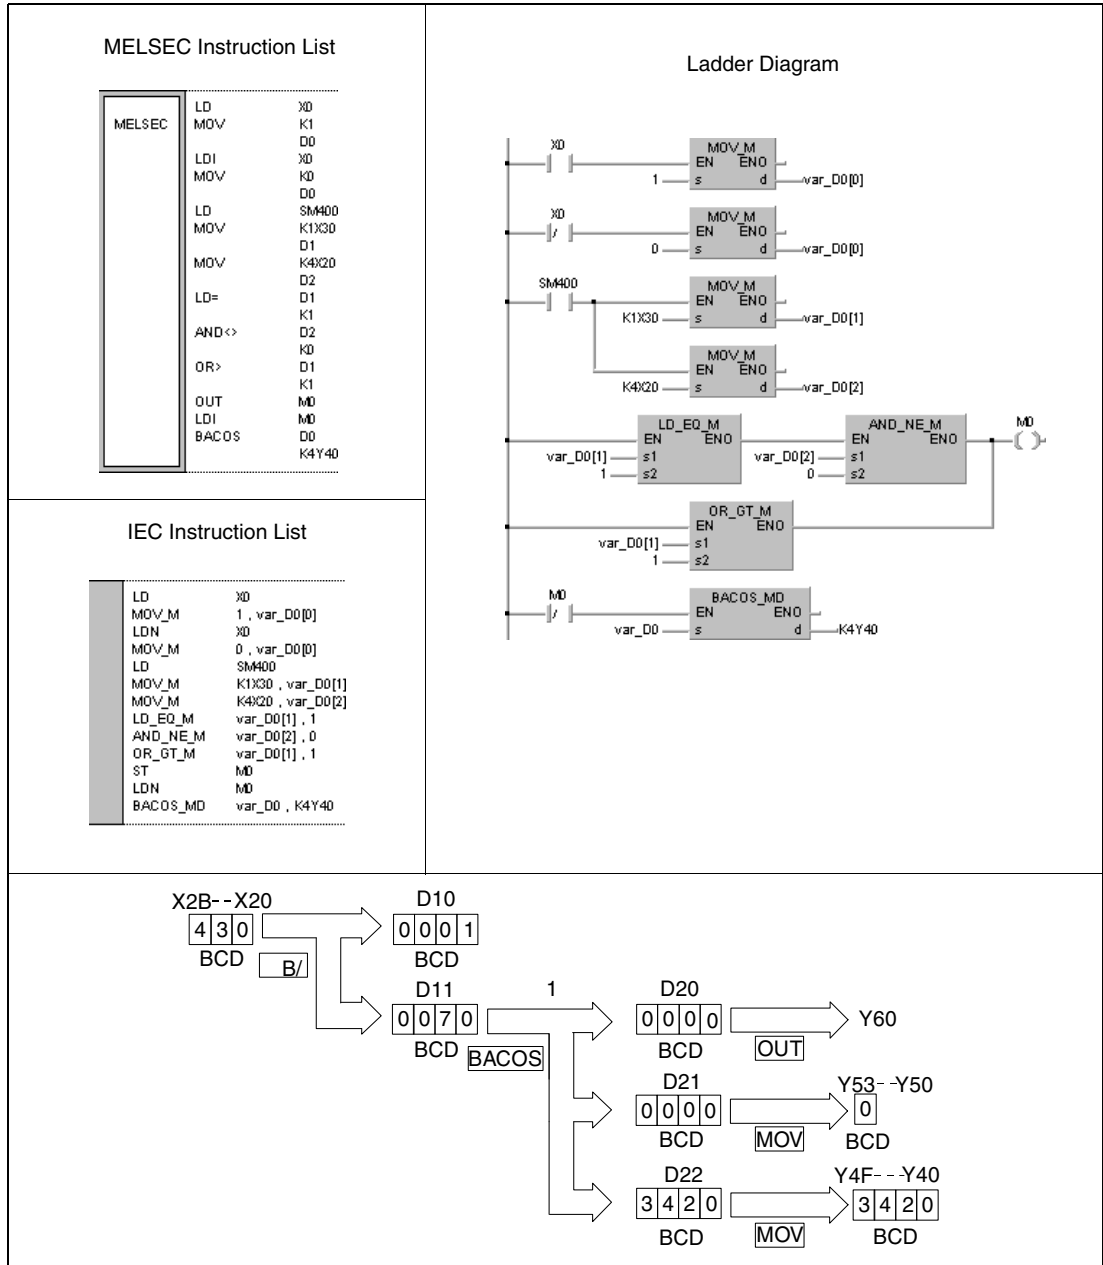 MELSEC Instruction List
MELSEC
LD X0
MOV K1
D0
LDI X0
MOV K0
D0
LD SM400
MOV K1X30
D1
MOV K4X20
D2
LD= D1
K1
AND<> D2
K0
OR> D1
K1
OUT M0
LDI M0
BACOS D0
K4Y40
IEC Instruction List
LD X0
MOV_M 1 , var_D0[0]
LDN X0
MOV_M 0 , var_D0[0]
LD SM400
MOV_M K1X30 , var_D0[1]
MOV_M K4X20 , var_D0[2]
LD_EQ_M var_D0[1] , 1
AND_NE_M var_D0[2] , 0
OR_GT_M var_D0[1] , 1
ST M0
LDN M0
BACOS_MD var_D0 , K4Y40
Ladder Diagram
X0
MOV_M
EN ENO
1 s d var_D0[0]
X0
MOV_M
EN ENO
0 s d var_D0[0]
SM400
MOV_M
EN ENO
K1X30 s d var_D0[1]
MOV_M
EN ENO
K4X20 s d var_D0[2]
LD_EQ_M
EN ENO
var_D0[1] s1
1 s2
AND_NE_M
EN ENO
var_D0[2] s1
0 s2
M0
OR_GT_M
EN ENO
var_D0[1] s1
1 s2
M0
BACOS_MD
EN ENO
var_D0 s d K4Y40
X2B--X20
4 3 0
BCD
B/
D10
0 0 0 1
BCD
D11
0 0 7 0
BCD
BACOS
1
D20
0 0 0 0
BCD
OUT
Y60
D21
0 0 0 0
BCD
MOV
Y53--Y50
0
BCD
D22
3 4 2 0
BCD
MOV
Y4F---Y40
3 4 2 0
BCD